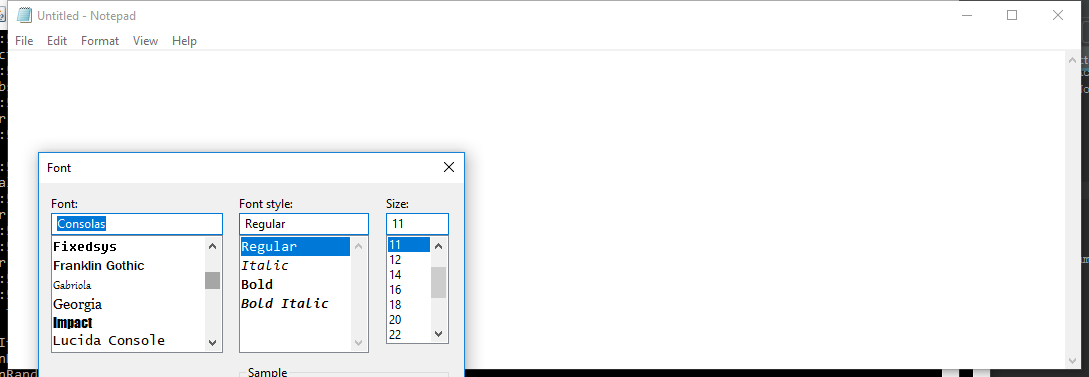 Untitled - Notepad
File Edit Format View Help
Font
Font: Font style: Size:
Consolas Regular 11
Fixedsys
Franklin Gothic
Gabriola
Georgia
Impact
Lucida Console
Regular
Italic
Bold
Bold Italic
11
12
14
16
18
20
22
Sample